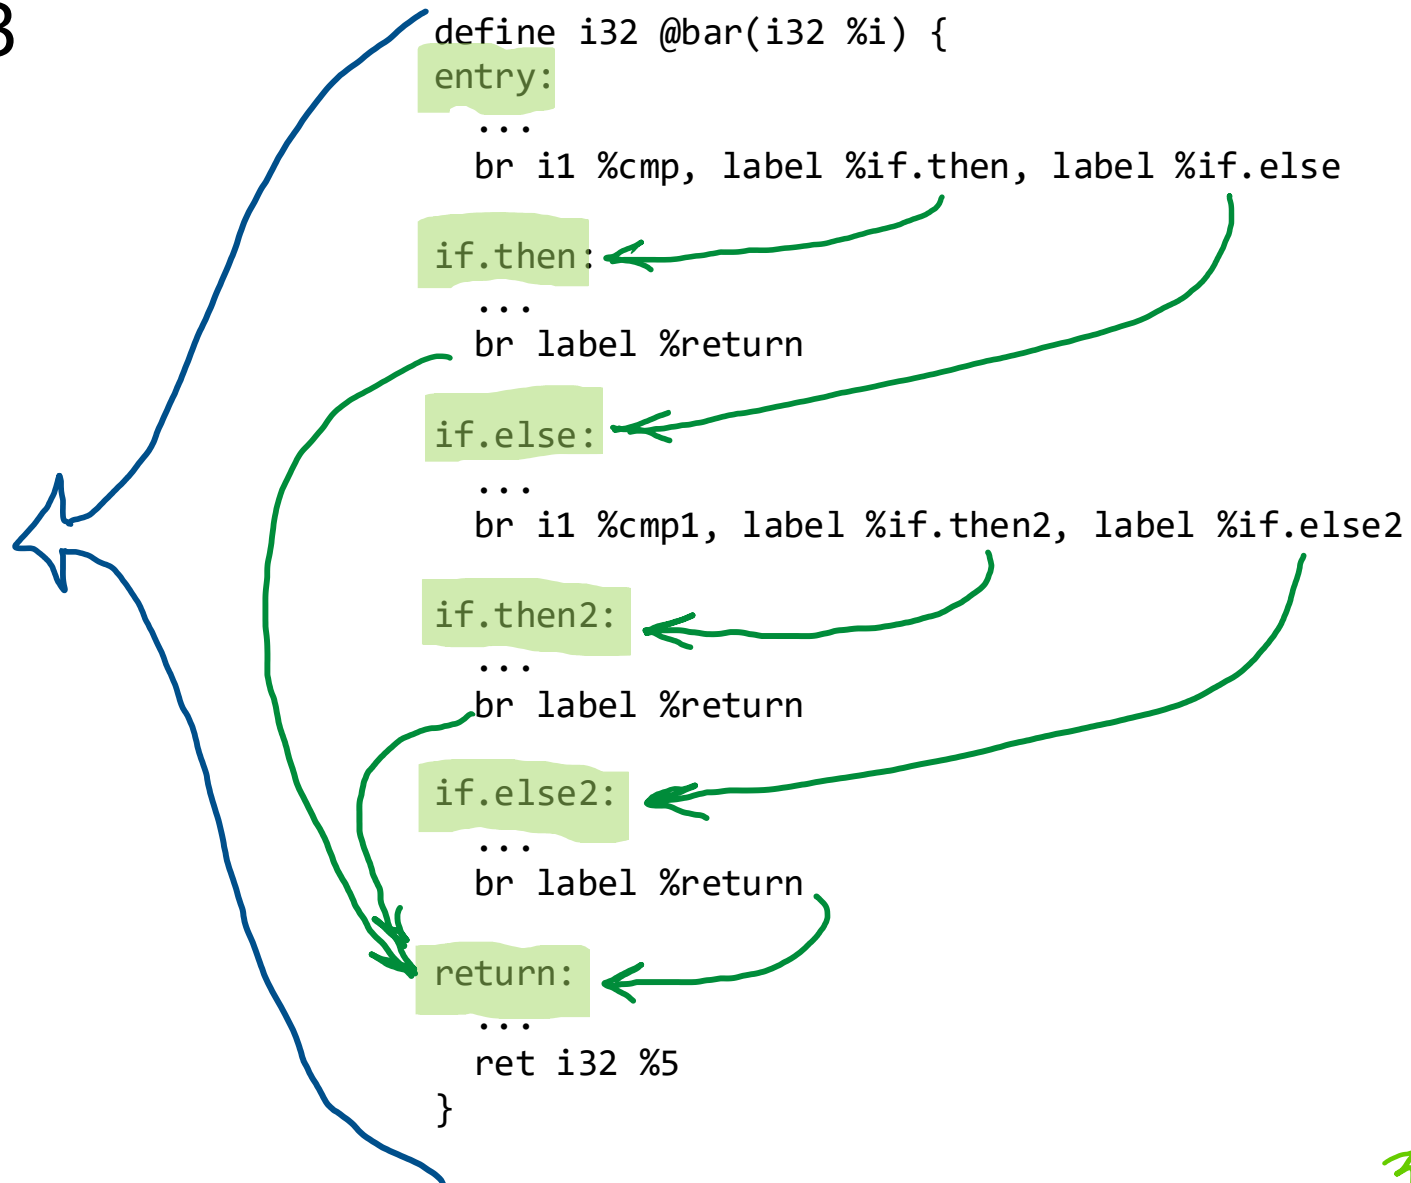 3
define i32 @bar(i32 %i) {
entry:
...
br i1 %cmp, label %if.then, label %if.else
if.then:
...
br label %return
if.else:
...
br i1 %cmp1, label %if.then2, label %if.else2
if.then2:
...
br label %return
if.else2:
...
br label %return
return:
...
ret i32 %5
}